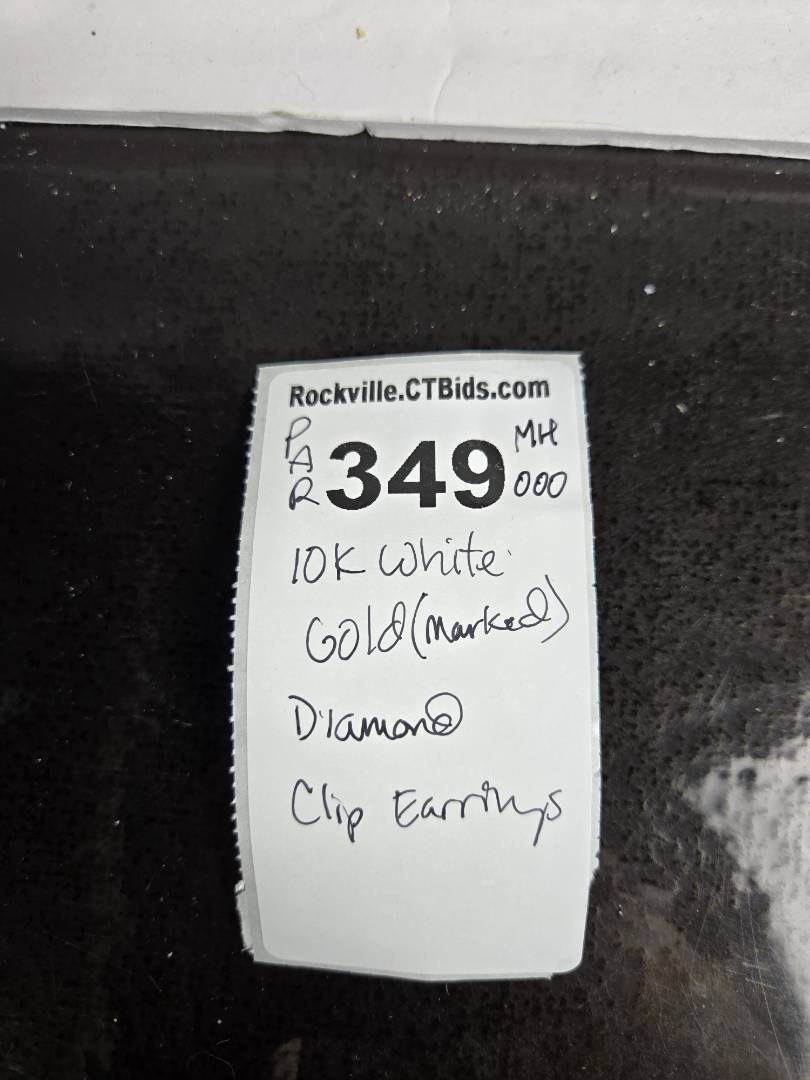 Rockville.CTBids.com
PAR 349 MH
000
10K White
Gold (Marked)
Diamond
Clip Earrings